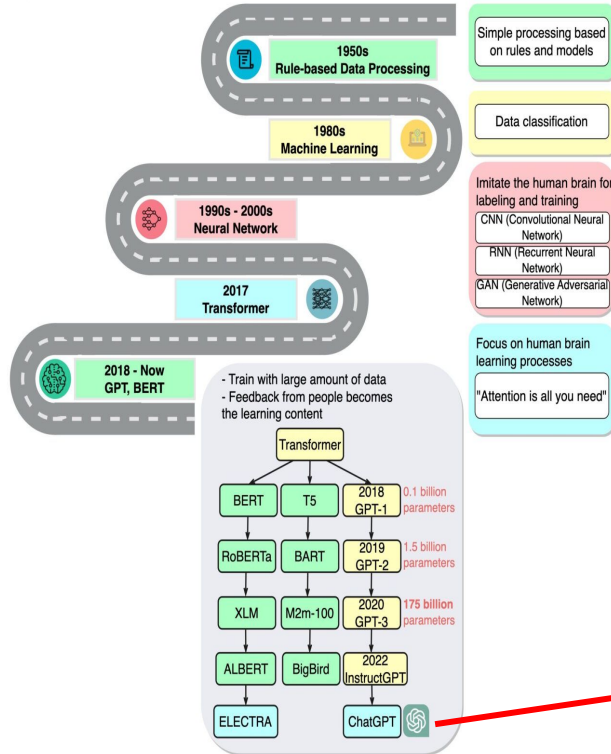 1950s
Rule-based Data Processing
Simple processing based
on rules and models
1980s
Machine Learning
Data classification
1990s - 2000s
Neural Network
Imitate the human brain for
labeling and training
CNN (Convolutional Neural
Network)
RNN (Recurrent Neural
Network)
GAN (Generative Adversarial
Network)
2017
Transformer
Focus on human brain
learning processes
"Attention is all you need"
2018 - Now
GPT, BERT
- Train with large amount of data
- Feedback from people becomes
the learning content
Transformer
BERT
T5
2018
GPT-1
0.1 billion
parameters
RoBERTa
BART
2019
GPT-2
1.5 billion
parameters
XLM
M2m-100
2020
GPT-3
175 billion
parameters
ALBERT
BigBird
2022
InstructGPT
ELECTRA
ChatGPT